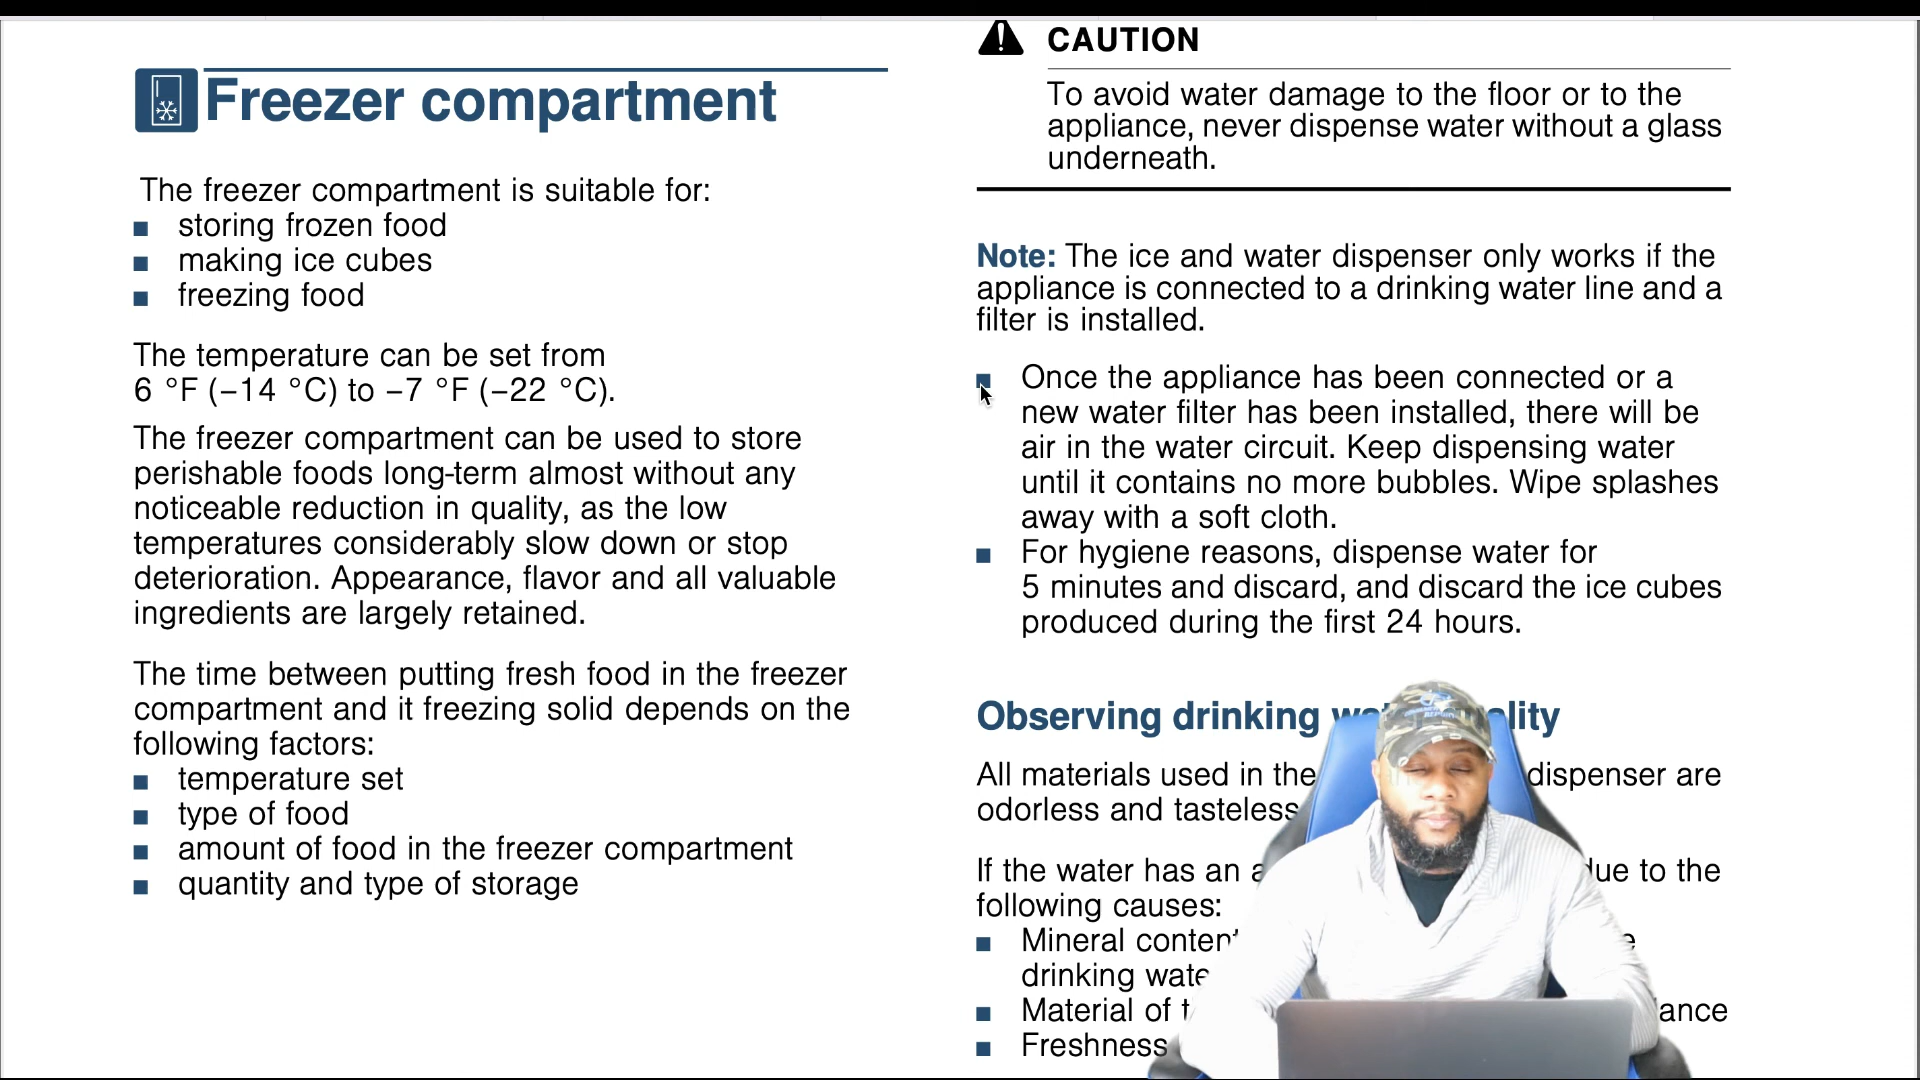 Freezer compartment
The freezer compartment is suitable for:
storing frozen food
making ice cubes
freezing food
The temperature can be set from
6 °F (–14 °C) to –7 °F (–22 °C).
The freezer compartment can be used to store
perishable foods long-term almost without any
noticeable reduction in quality, as the low
temperatures considerably slow down or stop
deterioration. Appearance, flavor and all valuable
ingredients are largely retained.
The time between putting fresh food in the freezer
compartment and it freezing solid depends on the
following factors:
temperature set
type of food
amount of food in the freezer compartment
quantity and type of storage
CAUTION
To avoid water damage to the floor or to the
appliance, never dispense water without a glass
underneath.
Note: The ice and water dispenser only works if the
appliance is connected to a drinking water line and a
filter is installed.
Once the appliance has been connected or a
new water filter has been installed, there will be
air in the water circuit. Keep dispensing water
until it contains no more bubbles. Wipe splashes
away with a soft cloth.
For hygiene reasons, dispense water for
5 minutes and discard, and discard the ice cubes
produced during the first 24 hours.
Observing drinking
All materials used in the dispenser are
odorless and tasteless
If the water has an to the
following causes:
Mineral
drinking
Material of
Freshness